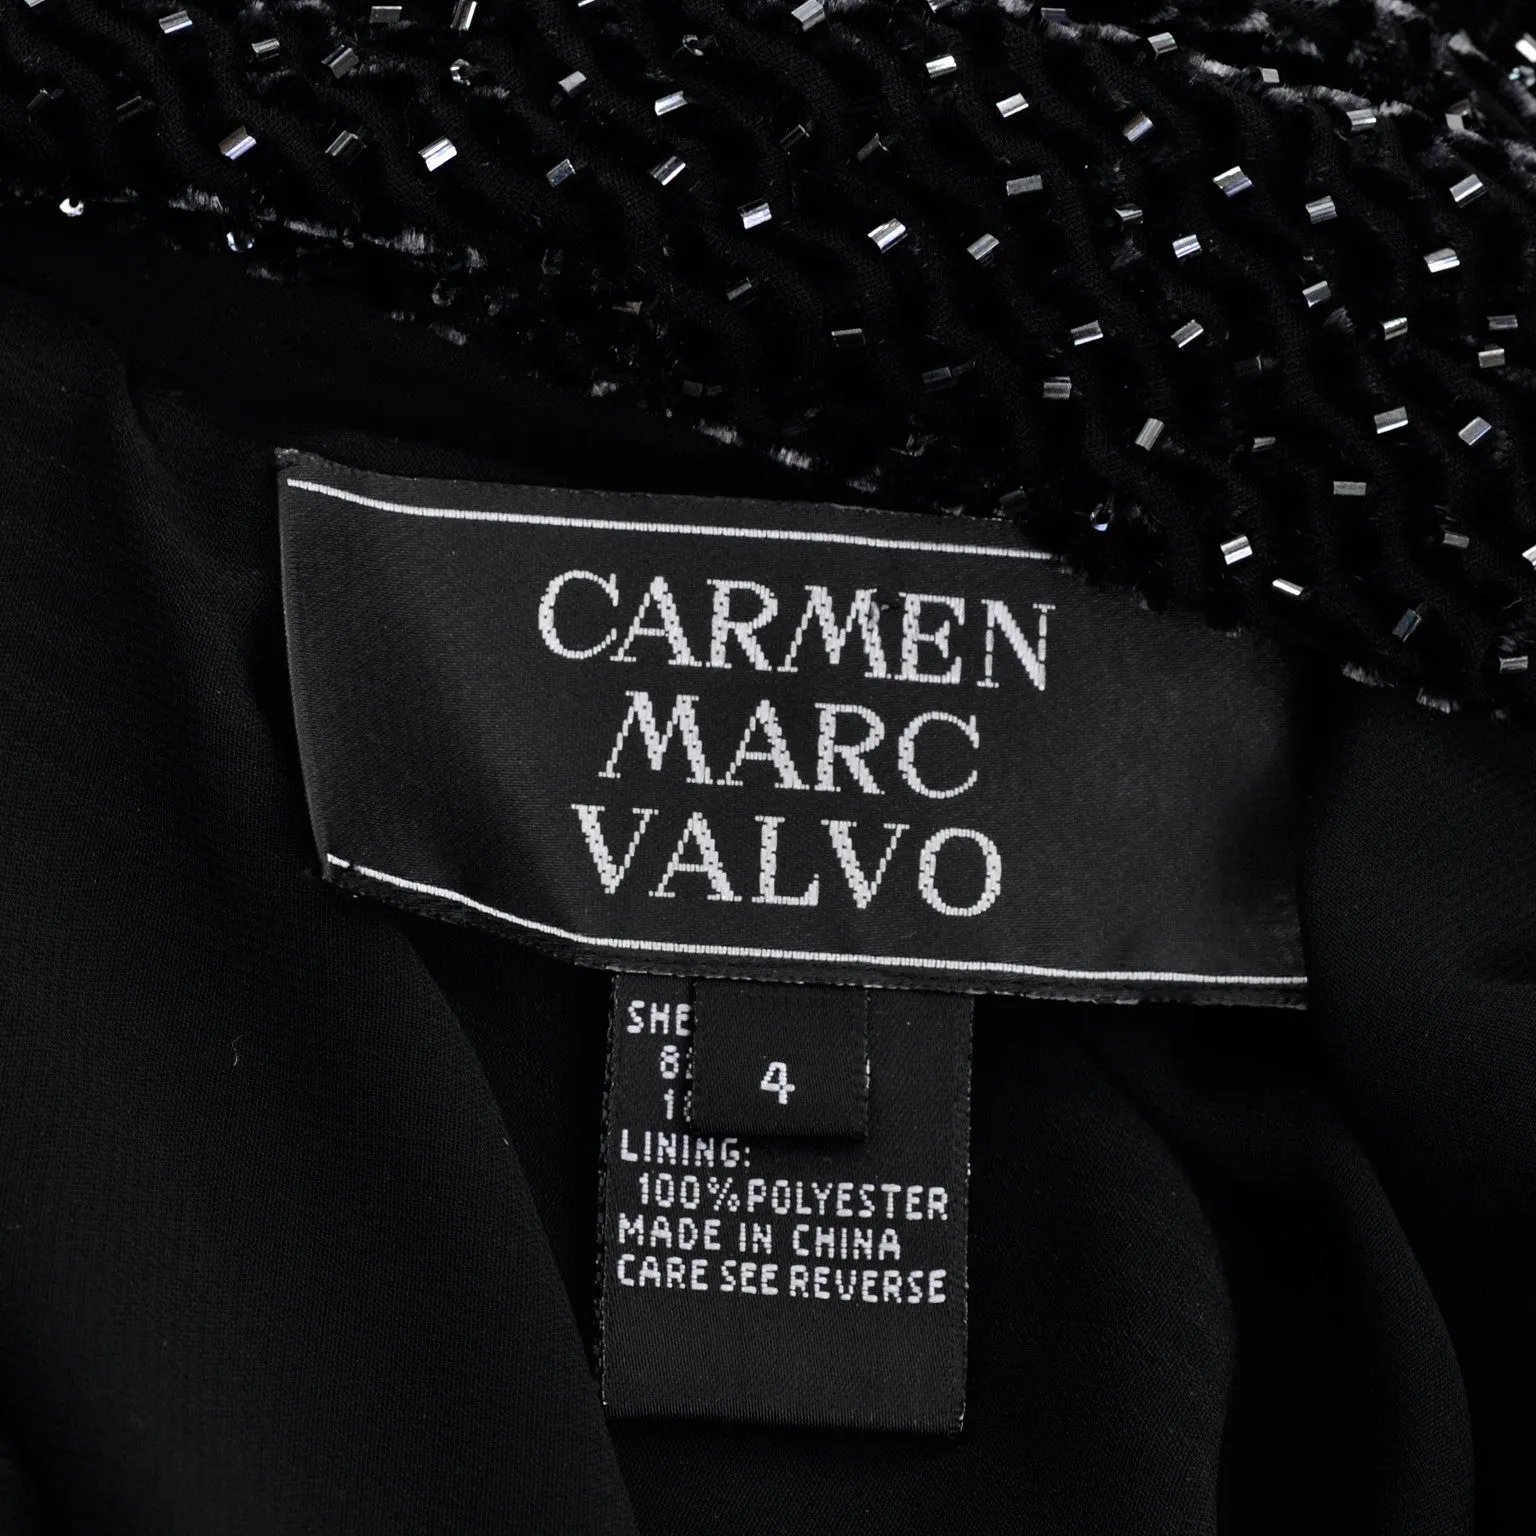 CARMEN
MARC
VALVO
4
LINING:
100% POLYESTER
MADE IN CHINA
CARE SEE REVERSE